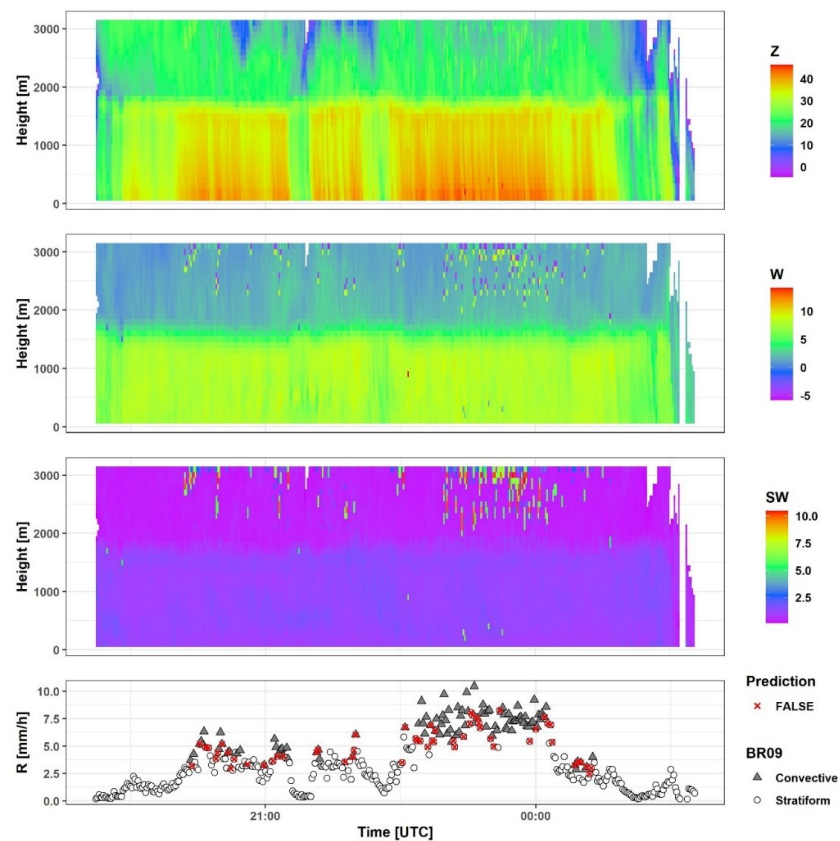 Height [m]
3000
2000
1000
0
Z
40
30
20
10
0
Height [m]
3000
2000
1000
0
W
10
5
0
-5
Height [m]
3000
2000
1000
0
SW
10.0
7.5
5.0
2.5
R [mm/h]
10.0
7.5
5.0
2.5
0.0
21:00
00:00
Time [UTC]
Prediction
FALSE
BR09
Convective
Stratiform